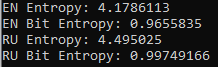 EN Entropy: 4.1786113
EN Bit Entropy: 0.9655835
RU Entropy: 4.495025
RU Bit Entropy: 0.99749166